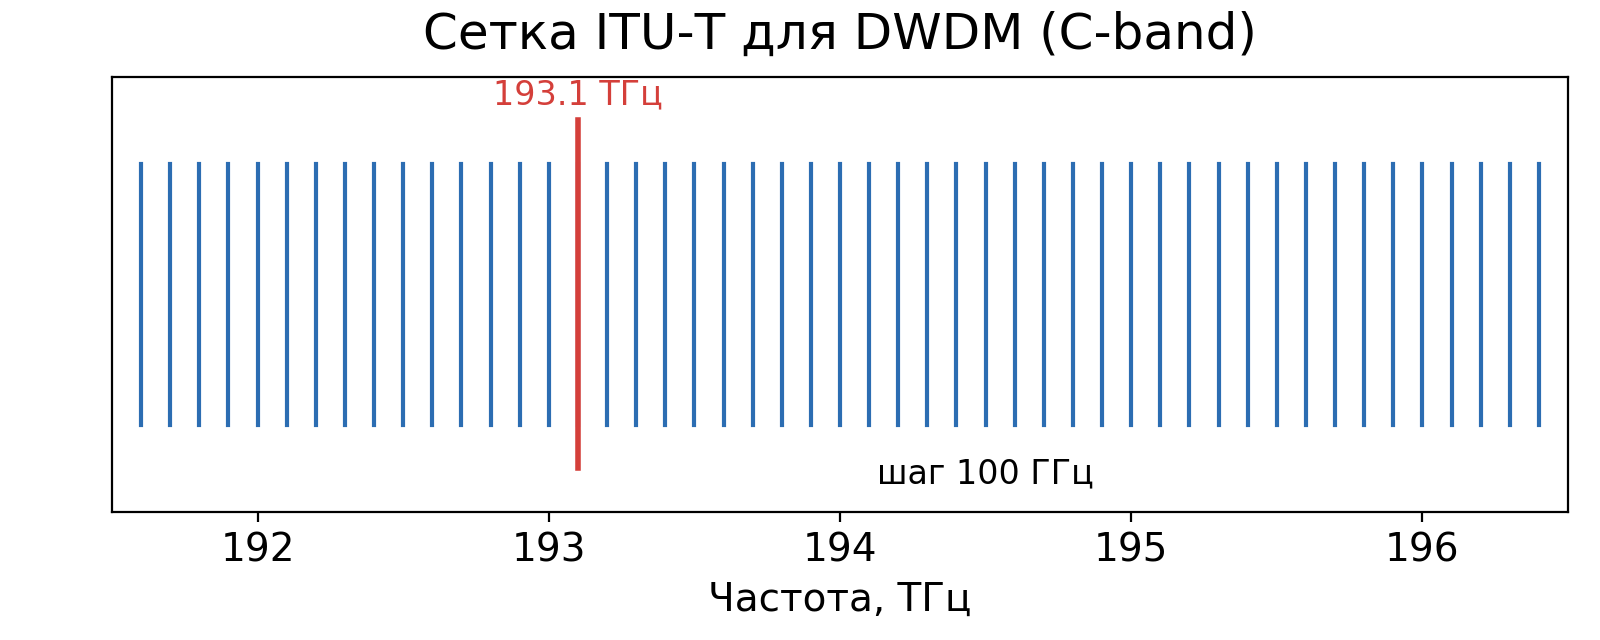 Сетка ITU-T для DWDM (C-band)
193.1 ТГц
шаг 100 ГГц
192 193 194 195 196
Частота, ТГц